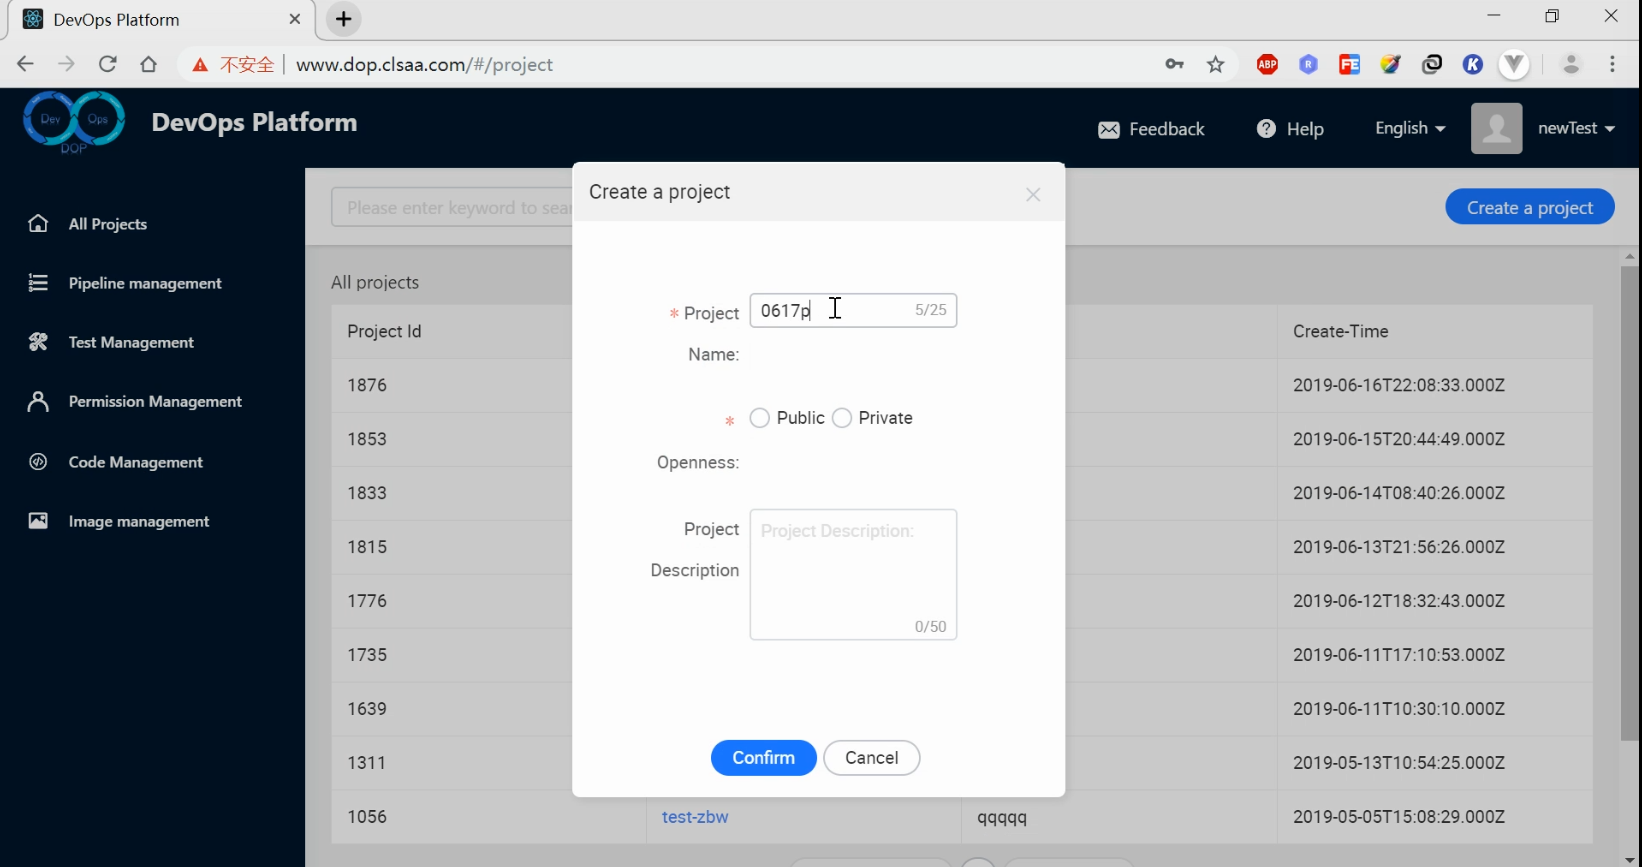 DevOps Platform
不安全 www.dop.clsaa.com/#/project
ABP R FE K
Dev Ops
DOP
DevOps Platform
Feedback
Help
English
newTest
All Projects
Pipeline management
Test Management
Permission Management
Code Management
Image management
Please enter keyword to sear
Create a project
All projects
Project Id
Create-Time
1876
2019-06-16T22:08:33.000Z
1853
2019-06-15T20:44:49.000Z
1833
2019-06-14T08:40:26.000Z
1815
2019-06-13T21:56:26.000Z
1776
2019-06-12T18:32:43.000Z
1735
2019-06-11T17:10:53.000Z
1639
2019-06-11T10:30:10.000Z
1311
2019-05-13T10:54:25.000Z
1056
test-zbw
qqqqq
2019-05-05T15:08:29.000Z
Create a project
* Project
Name:
0617p
5/25
*
Openness:
Public
Private
Project
Description
Project Description:
0/50
Confirm
Cancel